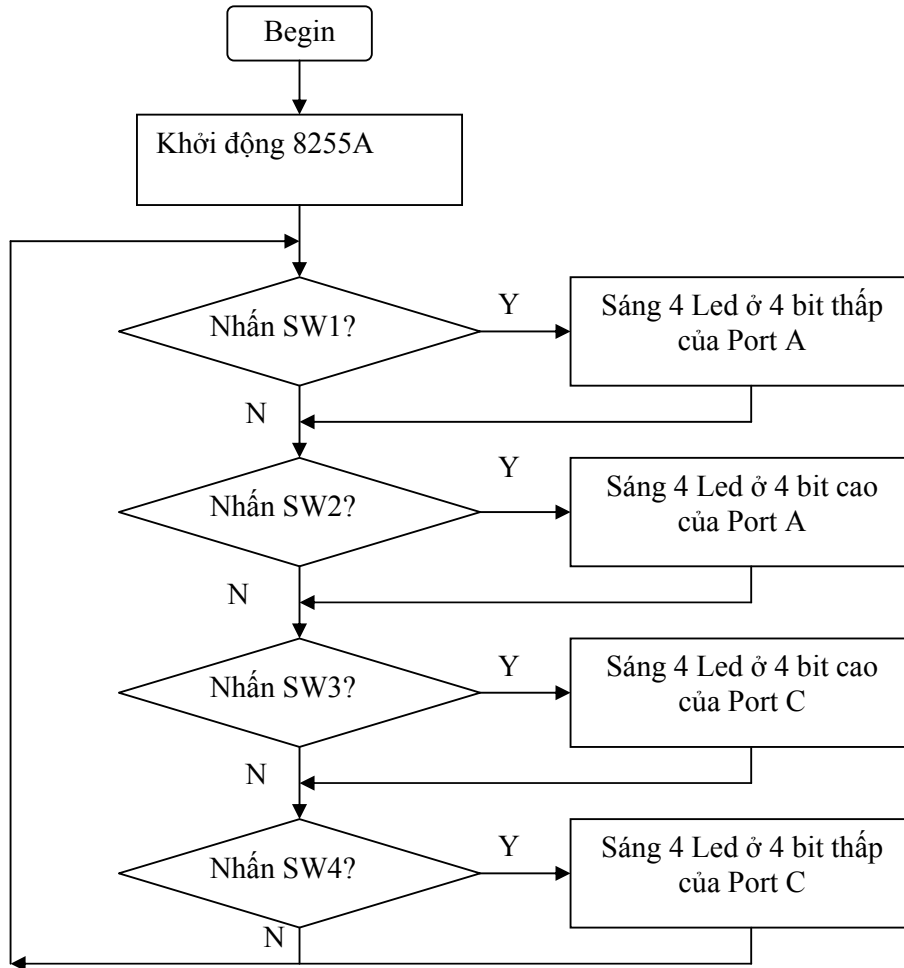 Begin
Khởi động 8255A
Nhấn SW1?
Y
Sáng 4 Led ở 4 bit thấp
của Port A
N
Nhấn SW2?
Y
Sáng 4 Led ở 4 bit cao
của Port A
N
Nhấn SW3?
Y
Sáng 4 Led ở 4 bit cao
của Port C
N
Nhấn SW4?
Y
Sáng 4 Led ở 4 bit thấp
của Port C
N